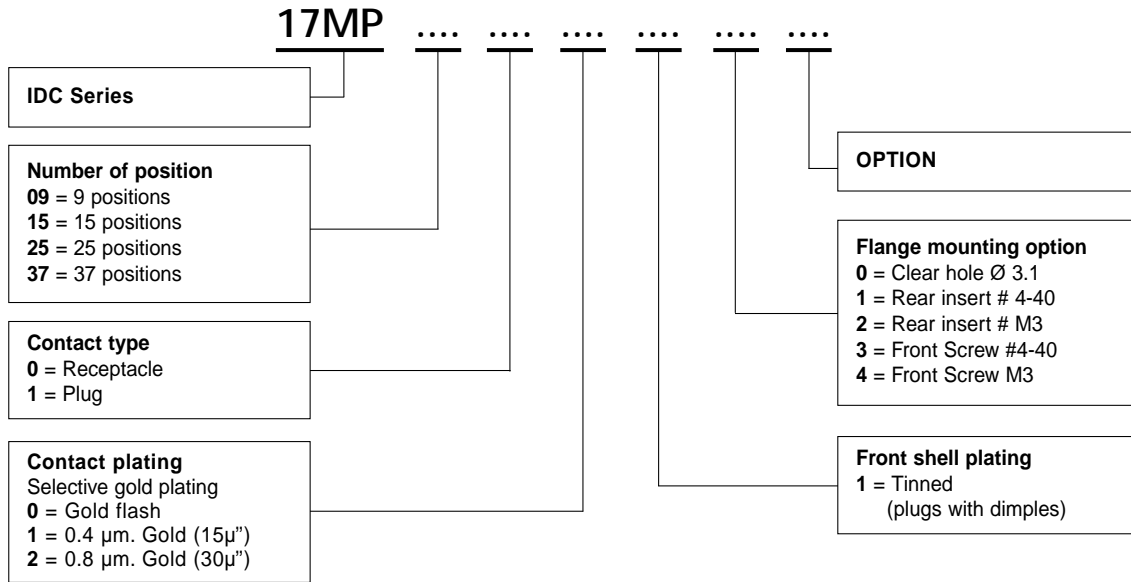 17MP .... .... .... .... .... ....
IDC Series
Number of position
09 = 9 positions
15 = 15 positions
25 = 25 positions
37 = 37 positions
Contact type
0 = Receptacle
1 = Plug
Contact plating
Selective gold plating
0 = Gold flash
1 = 0.4 µm. Gold (15µ”)
2 = 0.8 µm. Gold (30µ”)
OPTION
Flange mounting option
0 = Clear hole Ø 3.1
1 = Rear insert # 4-40
2 = Rear insert # M3
3 = Front Screw #4-40
4 = Front Screw M3
Front shell plating
1 = Tinned
(plugs with dimples)